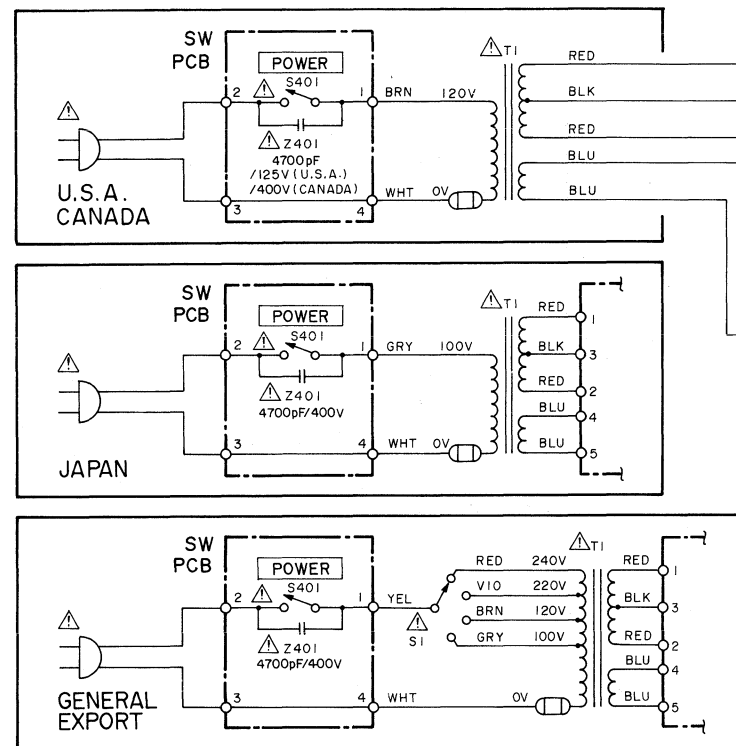 SW
PCB
POWER
S401
2
1
BRN
120V
T1
RED
BLK
RED
BLU
BLU
Z401
4700pF
/125V(U.S.A.)
/400V(CANADA)
U.S.A.
CANADA
3
4
WHT
0V
SW
PCB
POWER
S401
2
1
GRY
100V
T1
RED
1
BLK
3
RED
2
BLU
4
BLU
5
Z401
4700pF/400V
JAPAN
3
4
WHT
0V
SW
PCB
POWER
S401
2
1
YEL
S1
RED 240V
VIO 220V
BRN 120V
GRY 100V
T1
RED
1
BLK
3
RED
2
BLU
4
BLU
5
Z401
4700pF/400V
GENERAL
EXPORT
3
4
WHT
0V